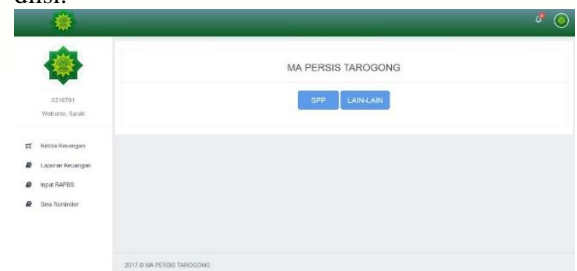 diisi.
MA PERSIS TAROGONG
SPP LAIN-LAIN
Welcome, Sarah
Kelola Keuangan
Laporan Keuangan
Input RAPBS
Sms Reminder
2017 © MA PERSIS TAROGONG.